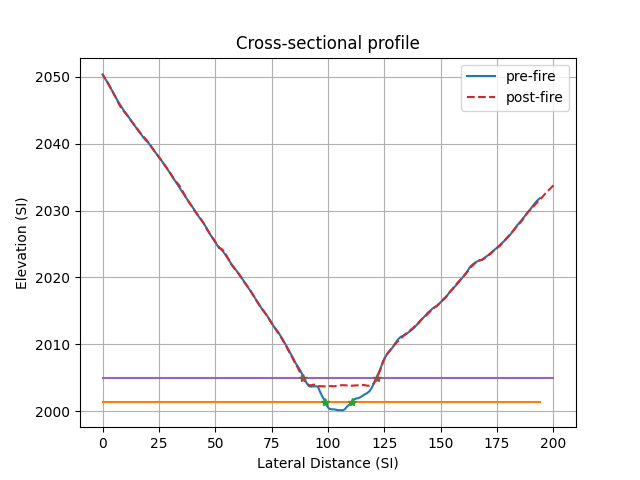 Cross-sectional profile
pre-fire
post-fire
2050
2040
2030
2020
2010
2000
Elevation (SI)
0 25 50 75 100 125 150 175 200
Lateral Distance (SI)